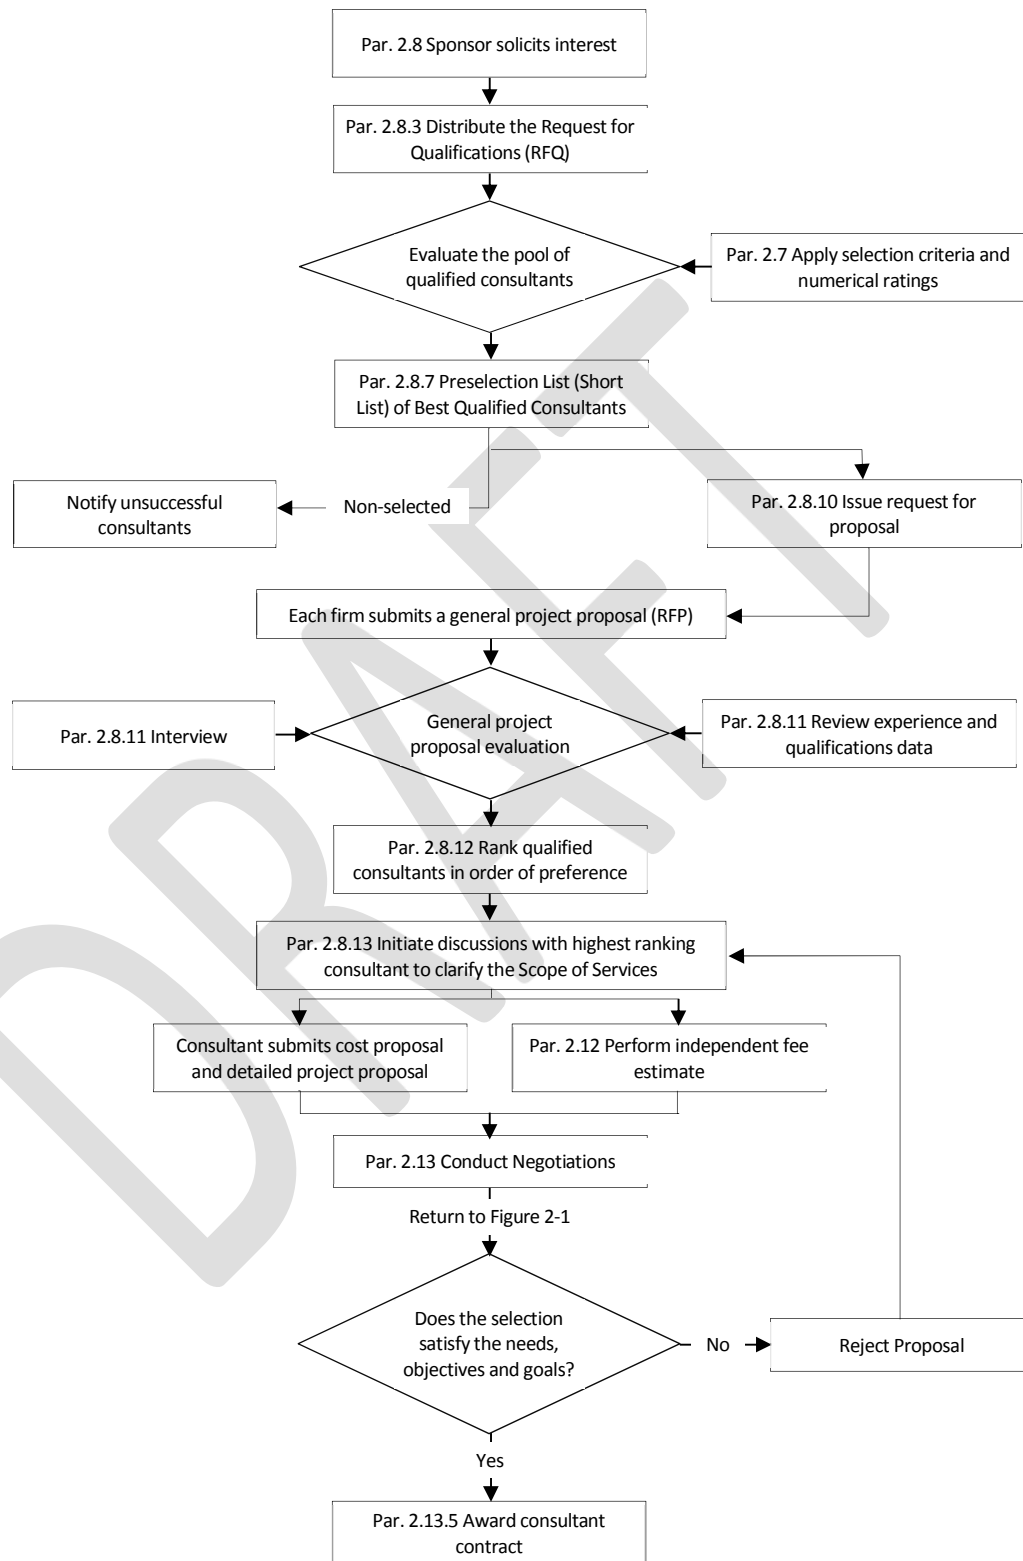 Par. 2.8 Sponsor solicits interest
Par. 2.8.3 Distribute the Request for
Qualifications (RFQ)
Evaluate the pool of
qualified consultants
Par. 2.7 Apply selection criteria and
numerical ratings
Par. 2.8.7 Preselection List (Short
List) of Best Qualified Consultants
Notify unsuccessful
consultants
Non-selected
Par. 2.8.10 Issue request for
proposal
Each firm submits a general project proposal (RFP)
Par. 2.8.11 Interview
General project
proposal evaluation
Par. 2.8.11 Review experience and
qualifications data
Par. 2.8.12 Rank qualified
consultants in order of preference
Par. 2.8.13 Initiate discussions with highest ranking
consultant to clarify the Scope of Services
Consultant submits cost proposal
and detailed project proposal
Par. 2.12 Perform independent fee
estimate
Par. 2.13 Conduct Negotiations
Return to Figure 2-1
Does the selection
satisfy the needs,
objectives and goals?
No
Reject Proposal
Yes
Par. 2.13.5 Award consultant
contract
DRAFT